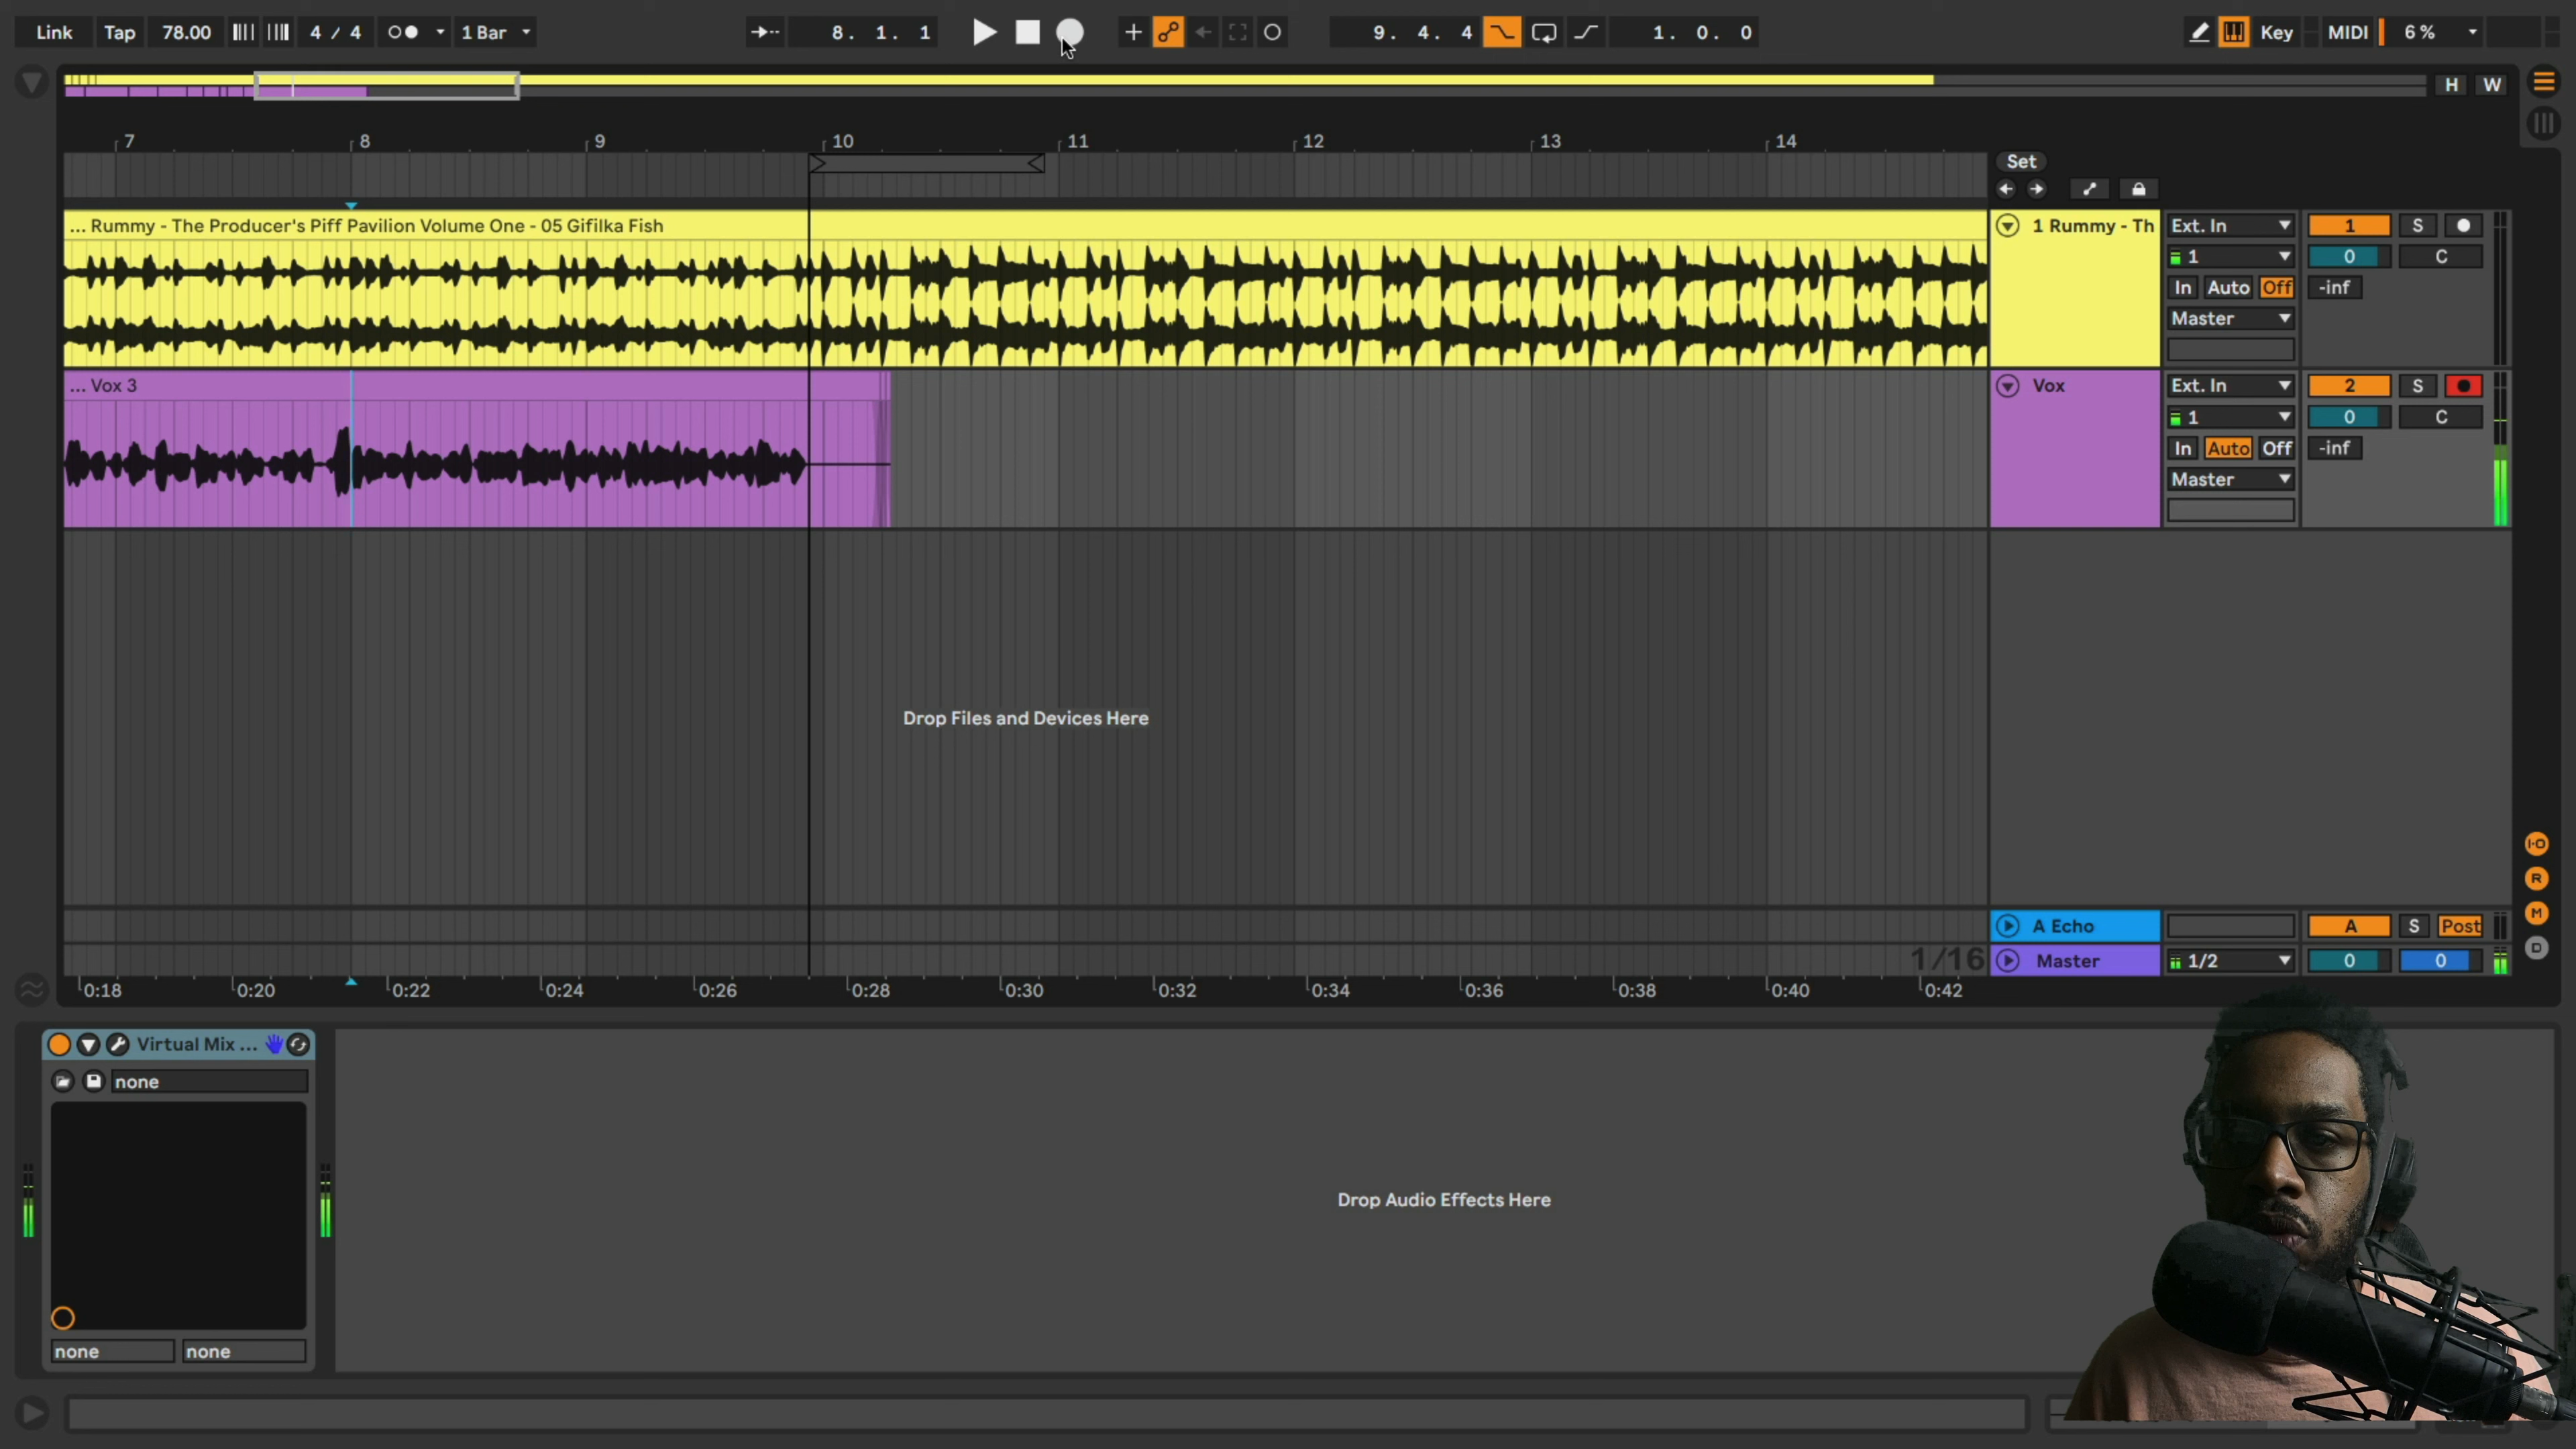 Link Tap 78.00 4 / 4 1 Bar 8. 1. 1 9. 4. 4 1. 0. 0 Key MIDI 6 %
H W
7 8 9 10 11 12 13 14
Set
... Rummy - The Producer's Piff Pavilion Volume One - 05 Gifilka Fish
1 Rummy - Th Ext. In 1 S
1 0 C
In Auto Off -inf
Master
... Vox 3
Vox Ext. In 2 S
1 0 C
In Auto Off -inf
Master
Drop Files and Devices Here
I-O
R
M
D
A Echo A S Post
1/16 Master 1/2 0 0
0:18 0:20 0:22 0:24 0:26 0:28 0:30 0:32 0:34 0:36 0:38 0:40 0:42
Virtual Mix ...
none
Drop Audio Effects Here
none none